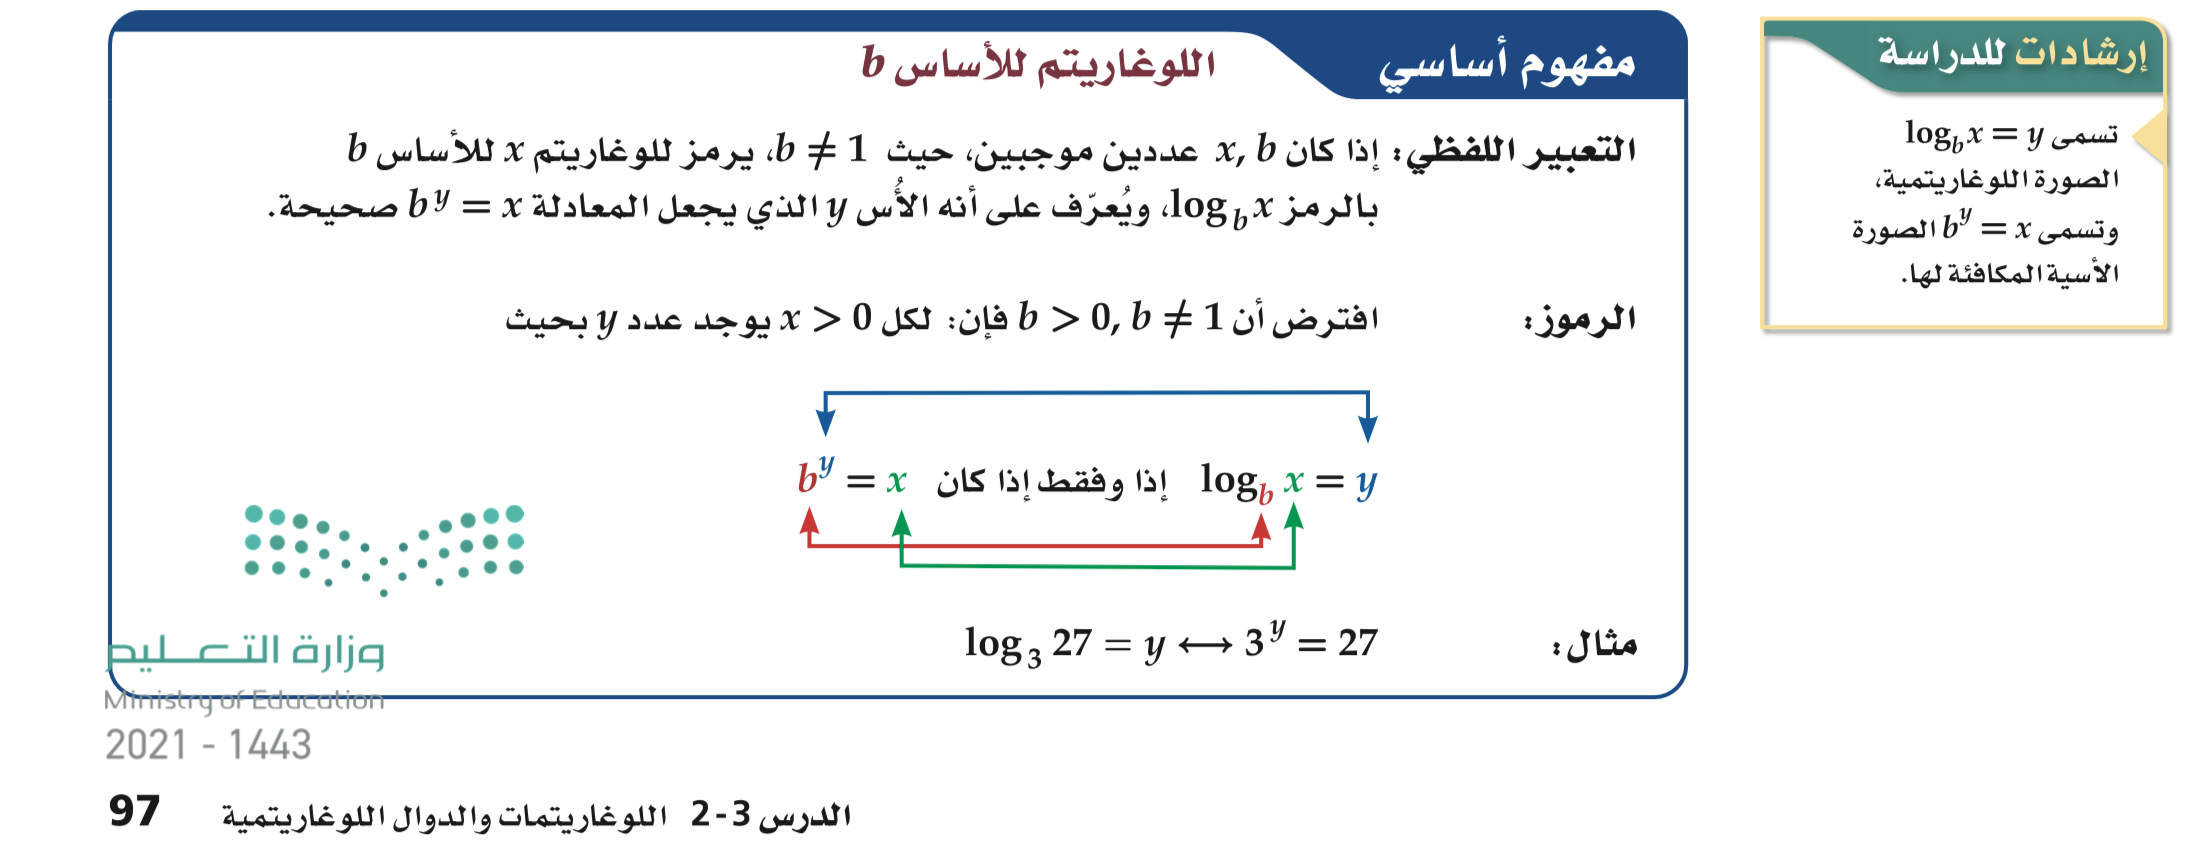 إرشادات للدراسة
تسمى log_b x = y
الصورة اللوغاريتمية،
وتسمى b^y = x الصورة
الأسية المكافئة لها.
مفهوم أساسي
اللوغاريتم للأساس b
التعبير اللفظي: إذا كان x, b عددين موجبين، حيث b ≠ 1، يرمز للوغاريتم x للأساس b
بالرمز log_b x، ويُعرّف على أنه الأُس y الذي يجعل المعادلة b^y = x صحيحة.
الرموز: افترض أن b > 0, b ≠ 1 فإن: لكل x > 0 يوجد عدد y بحيث
log_b x = y إذا وفقط إذا كان b^y = x
مثال: log_3 27 = y ⟷ 3^y = 27
وزارة التعليم
Ministry of Education
2021 - 1443
الدرس 3-2 اللوغاريتمات والدوال اللوغاريتمية 97